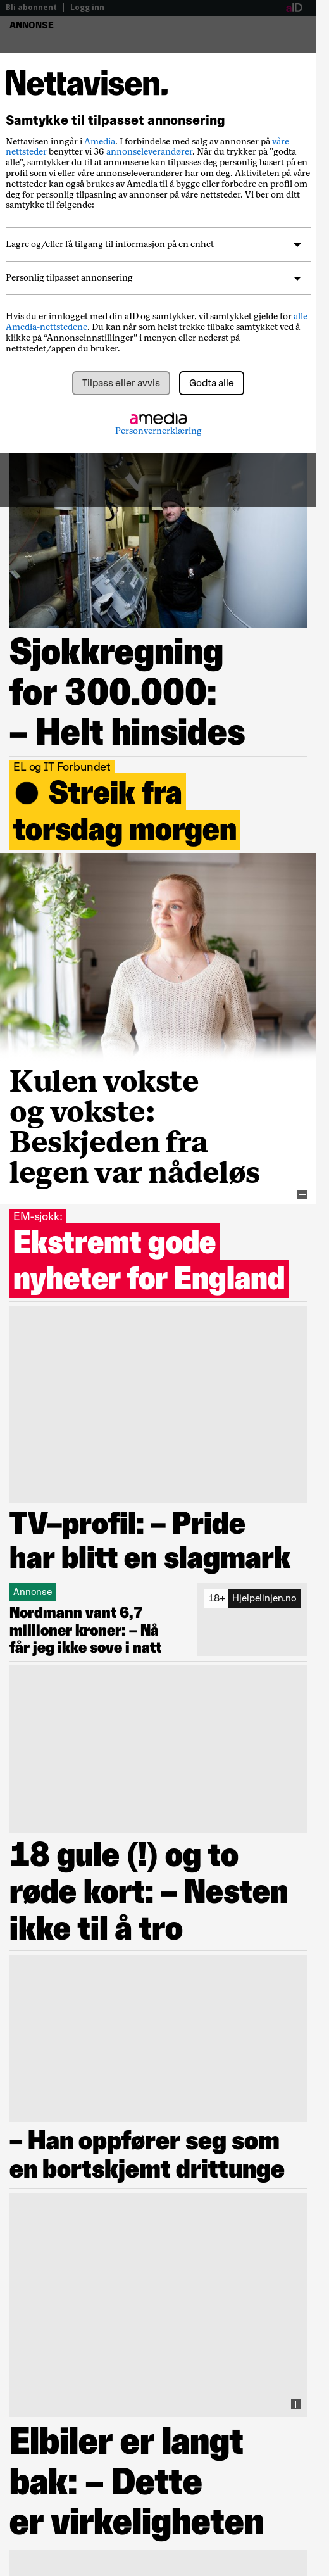 Bli abonnent
Logg inn
aID
ANNONSE
Nettavisen.
Samtykke til tilpasset annonsering
Nettavisen inngår i Amedia. I forbindelse med salg av annonser på våre
nettsteder benytter vi 36 annonseleverandører. Når du trykker på "godta
alle", samtykker du til at annonsene kan tilpasses deg personlig basert på en
profil som vi eller våre annonseleverandører har om deg. Aktiviteten på våre
nettsteder kan også brukes av Amedia til å bygge eller forbedre en profil om
deg for personlig tilpasning av annonser på våre nettsteder. Vi ber om ditt
samtykke til følgende:
Lagre og/eller få tilgang til informasjon på en enhet
Personlig tilpasset annonsering
Hvis du er innlogget med din aID og samtykker, vil samtykket gjelde for alle
Amedia-nettstedene. Du kan når som helst trekke tilbake samtykket ved å
klikke på “Annonseinnstillinger” i menyen eller nederst på
nettstedet/appen du bruker.
Tilpass eller avvis
Godta alle
amedia
Personvernerklæring
Sjokkregning
for 300.000:
– Helt hinsides
EL og IT Forbundet
● Streik fra
torsdag morgen
Kulen vokste
og vokste:
Beskjeden fra
legen var nådeløs
EM-sjokk:
Ekstremt gode
nyheter for England
TV-profil: – Pride
har blitt en slagmark
Annonse
Nordmann vant 6,7
millioner kroner: – Nå
får jeg ikke sove i natt
18+ Hjelpelinjen.no
18 gule (!) og to
røde kort: – Nesten
ikke til å tro
– Han oppfører seg som
en bortskjemt drittunge
Elbiler er langt
bak: – Dette
er virkeligheten